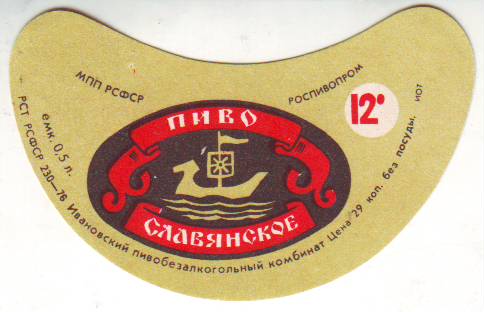 МПП РСФСР
РОСПИВОПРОМ
ПИВО
12°
СЛАВЯНСКОЕ
емк. 0,5 л.
РСТ РСФСР 230—76 Ивановский пивобезалкогольный комбинат Цена 29 коп. без посуды.
ИОТ